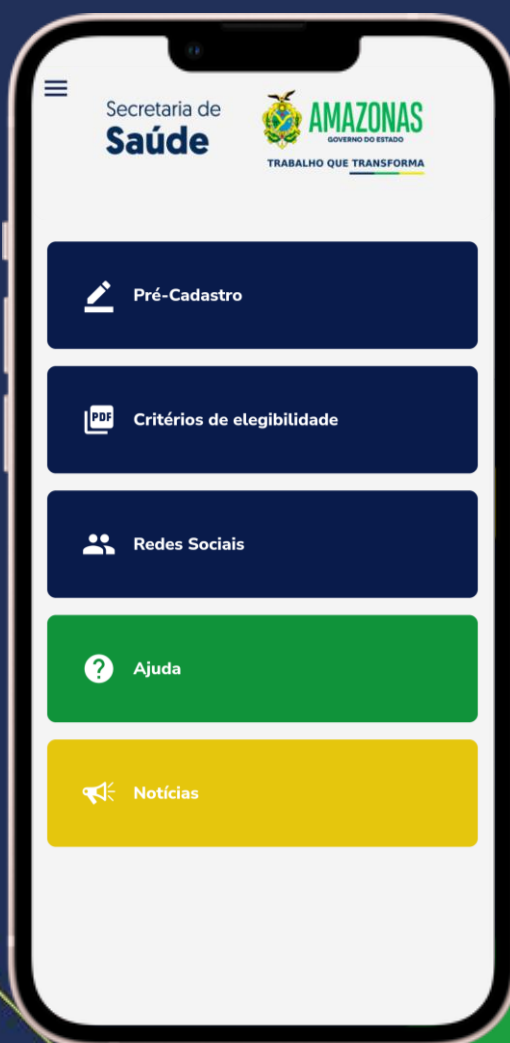 Secretaria de
Saúde
AMAZONAS
GOVERNO DO ESTADO
TRABALHO QUE TRANSFORMA
Pré-Cadastro
PDF
Critérios de elegibilidade
Redes Sociais
?
Ajuda
Notícias